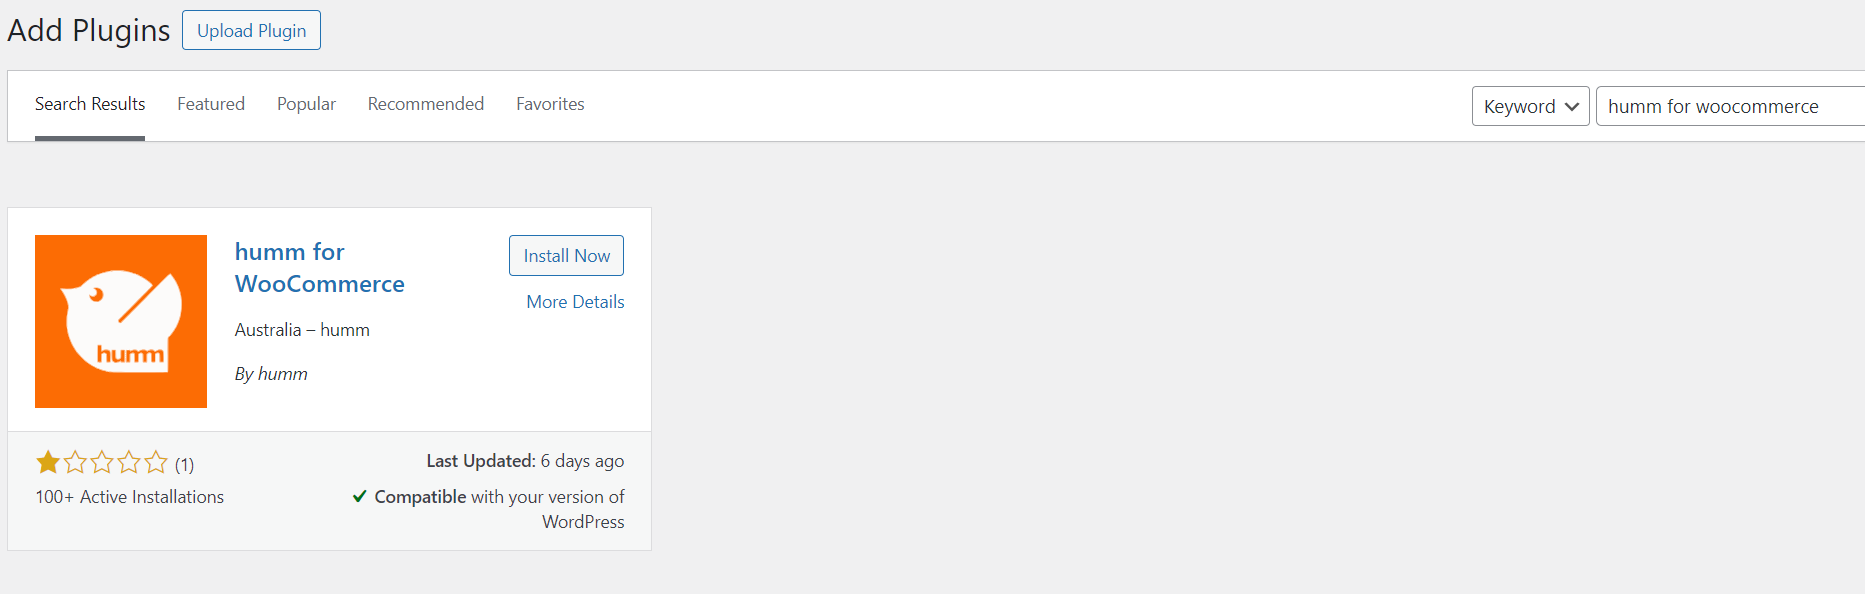 Add Plugins Upload Plugin
Search Results Featured Popular Recommended Favorites Keyword humm for woocommerce
humm
humm for
WooCommerce
Install Now
More Details
Australia – humm
By humm
(1)
Last Updated: 6 days ago
100+ Active Installations
Compatible with your version of
WordPress